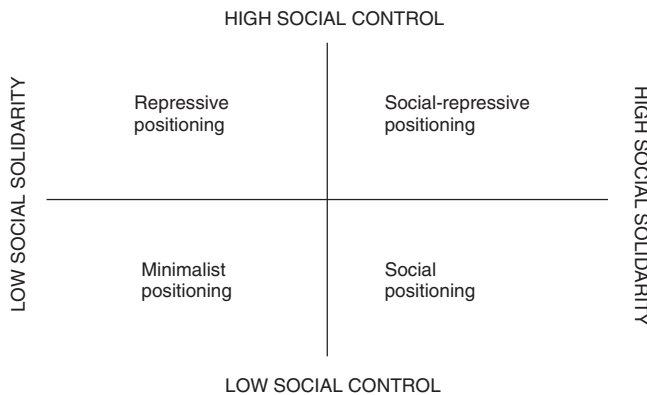 HIGH SOCIAL CONTROL
LOW SOCIAL SOLIDARITY
Repressive
positioning
Social-repressive
positioning
HIGH SOCIAL SOLIDARITY
Minimalist
positioning
Social
positioning
LOW SOCIAL CONTROL